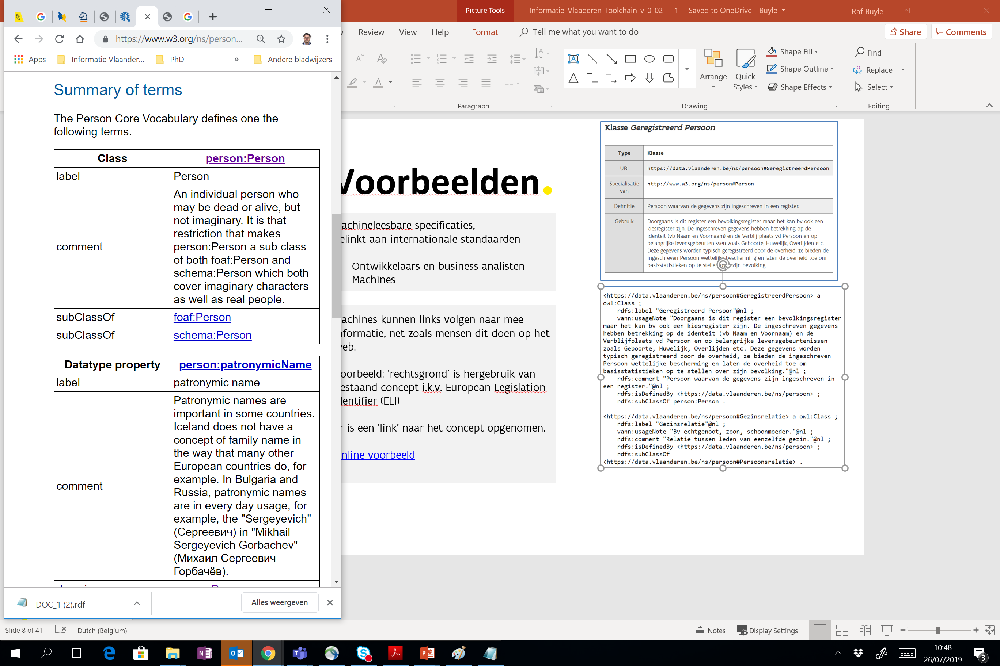 https://www.w3.org/ns/person...
Apps
Informatie Vlaander...
PhD
»
Andere bladwijzers
Summary of terms
The Person Core Vocabulary defines one the
following terms.
Class person:Person
label Person
comment
An individual person who
may be dead or alive, but
not imaginary. It is that
restriction that makes
person:Person a sub class
of both foaf:Person and
schema:Person which both
cover imaginary characters
as well as real people.
subClassOf foaf:Person
subClassOf schema:Person
Datatype property person:patronymicName
label patronymic name
comment
Patronymic names are
important in some countries.
Iceland does not have a
concept of family name in
the way that many other
European countries do, for
example. In Bulgaria and
Russia, patronymic names
are in every day usage, for
example, the "Sergeyevich"
(Сергеевич) in "Mikhail
Sergeyevich Gorbachev"
(Михаил Сергеевич
Горбачёв).
DOC_1 (2).rdf
Alles weergeven
Picture Tools
Informatie_Vlaaderen_Toolchain_v_0_02 - 1 - Saved to OneDrive - Buyle
Raf Buyle
Review
View
Help
Format
Tell me what you want to do
Share
Comments
Arrange
Quick
Styles
Shape Fill
Shape Outline
Shape Effects
Find
Replace
Select
Paragraph
Drawing
Editing
Voorbeelden.
achineleesbare specificaties,
elinkt aan internationale standaarden
Ontwikkelaars en business analisten
Machines
achines kunnen links volgen naar mee
nformatie, net zoals mensen dit doen op het
eb.
oorbeeld: ‘rechtsgrond’ is hergebruik van
estaand concept i.k.v. European Legislation
dentifier (ELI)
r is een ‘link’ naar het concept opgenomen.
nline voorbeeld
Klasse Geregistreerd Persoon
Type Klasse
URI https://data.vlaanderen.be/ns/persoon#GeregistreerdPersoon
Specialisatie
van
http://www.w3.org/ns/person#Person
Definitie Persoon waarvan de gegevens zijn ingeschreven in een register.
Gebruik Doorgaans is dit register een bevolkingsregister maar het kan bv ook een
kiesregister zijn. De ingeschreven gegevens hebben betrekking op de
identeit (vb Naam en Voornaam) en de Verblijfplaats vd Persoon en op
belangrijke levensgebeurtenissen zoals Geboorte, Huwelijk, Overlijden etc.
Deze gegevens worden typisch geregistreerd door de overheid, ze bieden de
ingeschreven Persoon wettelijke bescherming en laten de overheid toe om
basisstatistieken op te stellen zijn bevolking.
<https://data.vlaanderen.be/ns/persoon#GeregistreerdPersoon> a
owl:Class ;
rdfs:label "Geregistreerd Persoon"@nl ;
vann:usageNote "Doorgaans is dit register een bevolkingsregister
maar het kan bv ook een kiesregister zijn. De ingeschreven gegevens
hebben betrekking op de identeit (vb Naam en Voornaam) en de
Verblijfplaats vd Persoon en op belangrijke levensgebeurtenissen
zoals Geboorte, Huwelijk, Overlijden etc. Deze gegevens worden
typisch geregistreerd door de overheid, ze bieden de ingeschreven
Persoon wettelijke bescherming en laten de overheid toe om
basisstatistieken op te stellen over zijn bevolking."@nl ;
rdfs:comment "Persoon waarvan de gegevens zijn ingeschreven in
een register."@nl ;
rdfs:isDefinedBy <https://data.vlaanderen.be/ns/persoon> ;
rdfs:subClassOf person:Person .
<https://data.vlaanderen.be/ns/persoon#Gezinsrelatie> a owl:Class ;
rdfs:label "Gezinsrelatie"@nl ;
vann:usageNote "Bv echtgenoot, zoon, schoonmoeder."@nl ;
rdfs:comment "Relatie tussen leden van eenzelfde gezin."@nl ;
rdfs:isDefinedBy <https://data.vlaanderen.be/ns/persoon> ;
rdfs:subClassOf
<https://data.vlaanderen.be/ns/persoon#Persoonsrelatie> .
Slide 8 of 41
Dutch (Belgium)
Notes
Display Settings
10:48
26/07/2019
3